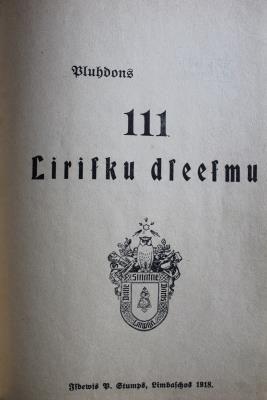 Pluhdons
111
Lirisku dseesmu
Isdewis P. Stumps, Limbaschos 1918.